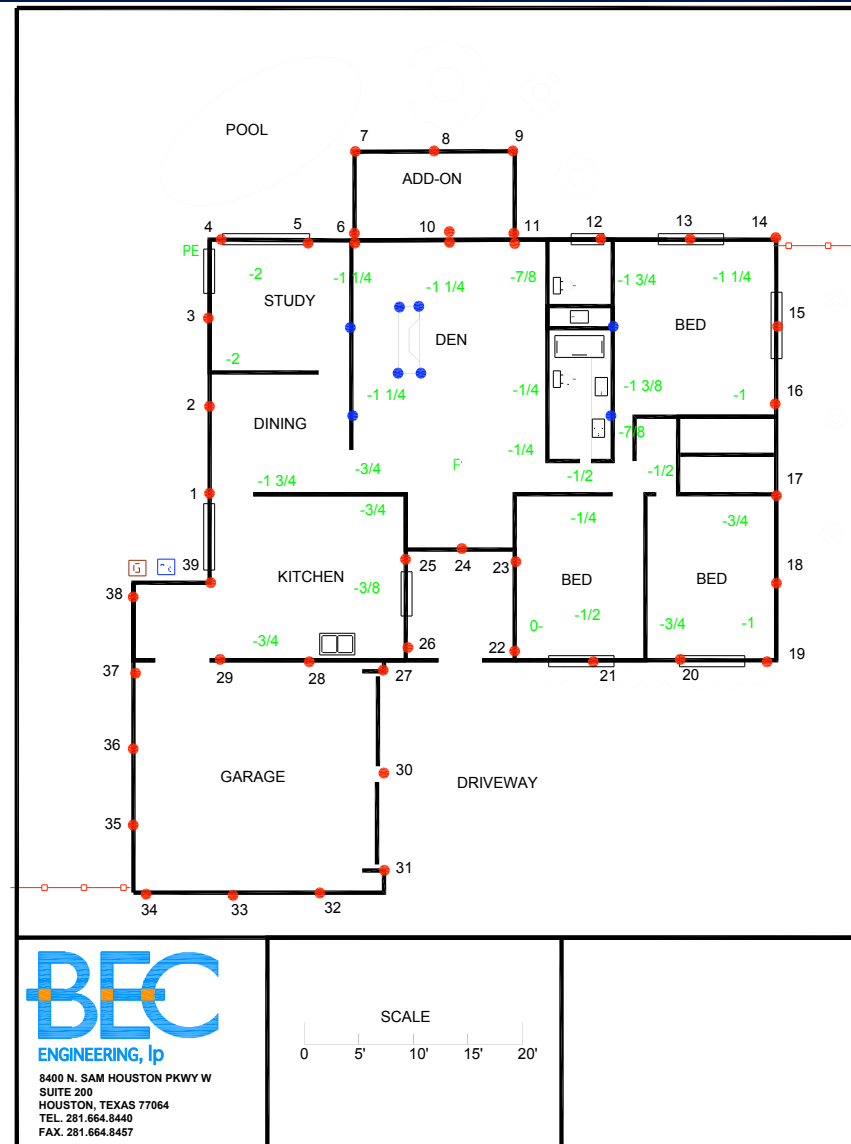 POOL
7 8 9
ADD-ON
4 5 6 10 11 12 13 14
PE
-2 -1 1/4 -1 1/4 -7/8 -1 3/4 -1 1/4
STUDY
3 DEN BED 15
-2
2 -1 1/4 -1/4 -1 3/8 -1 16
DINING
-7/8
-1/4
-3/4 -1/2 -1/2
-1 3/4 17
1 -3/4 -1/4 -3/4
39 25 24 23
38 KITCHEN BED BED 18
-3/8
-1/2
-3/4 0- -3/4 -1
26 22 19
37 29 28 27 21 20
36
GARAGE 30 DRIVEWAY
35
31
34 33 32
BEC
ENGINEERING, lp
8400 N. SAM HOUSTON PKWY W
SUITE 200
HOUSTON, TEXAS 77064
TEL. 281.664.8440
FAX. 281.664.8457
SCALE
0 5' 10' 15' 20'